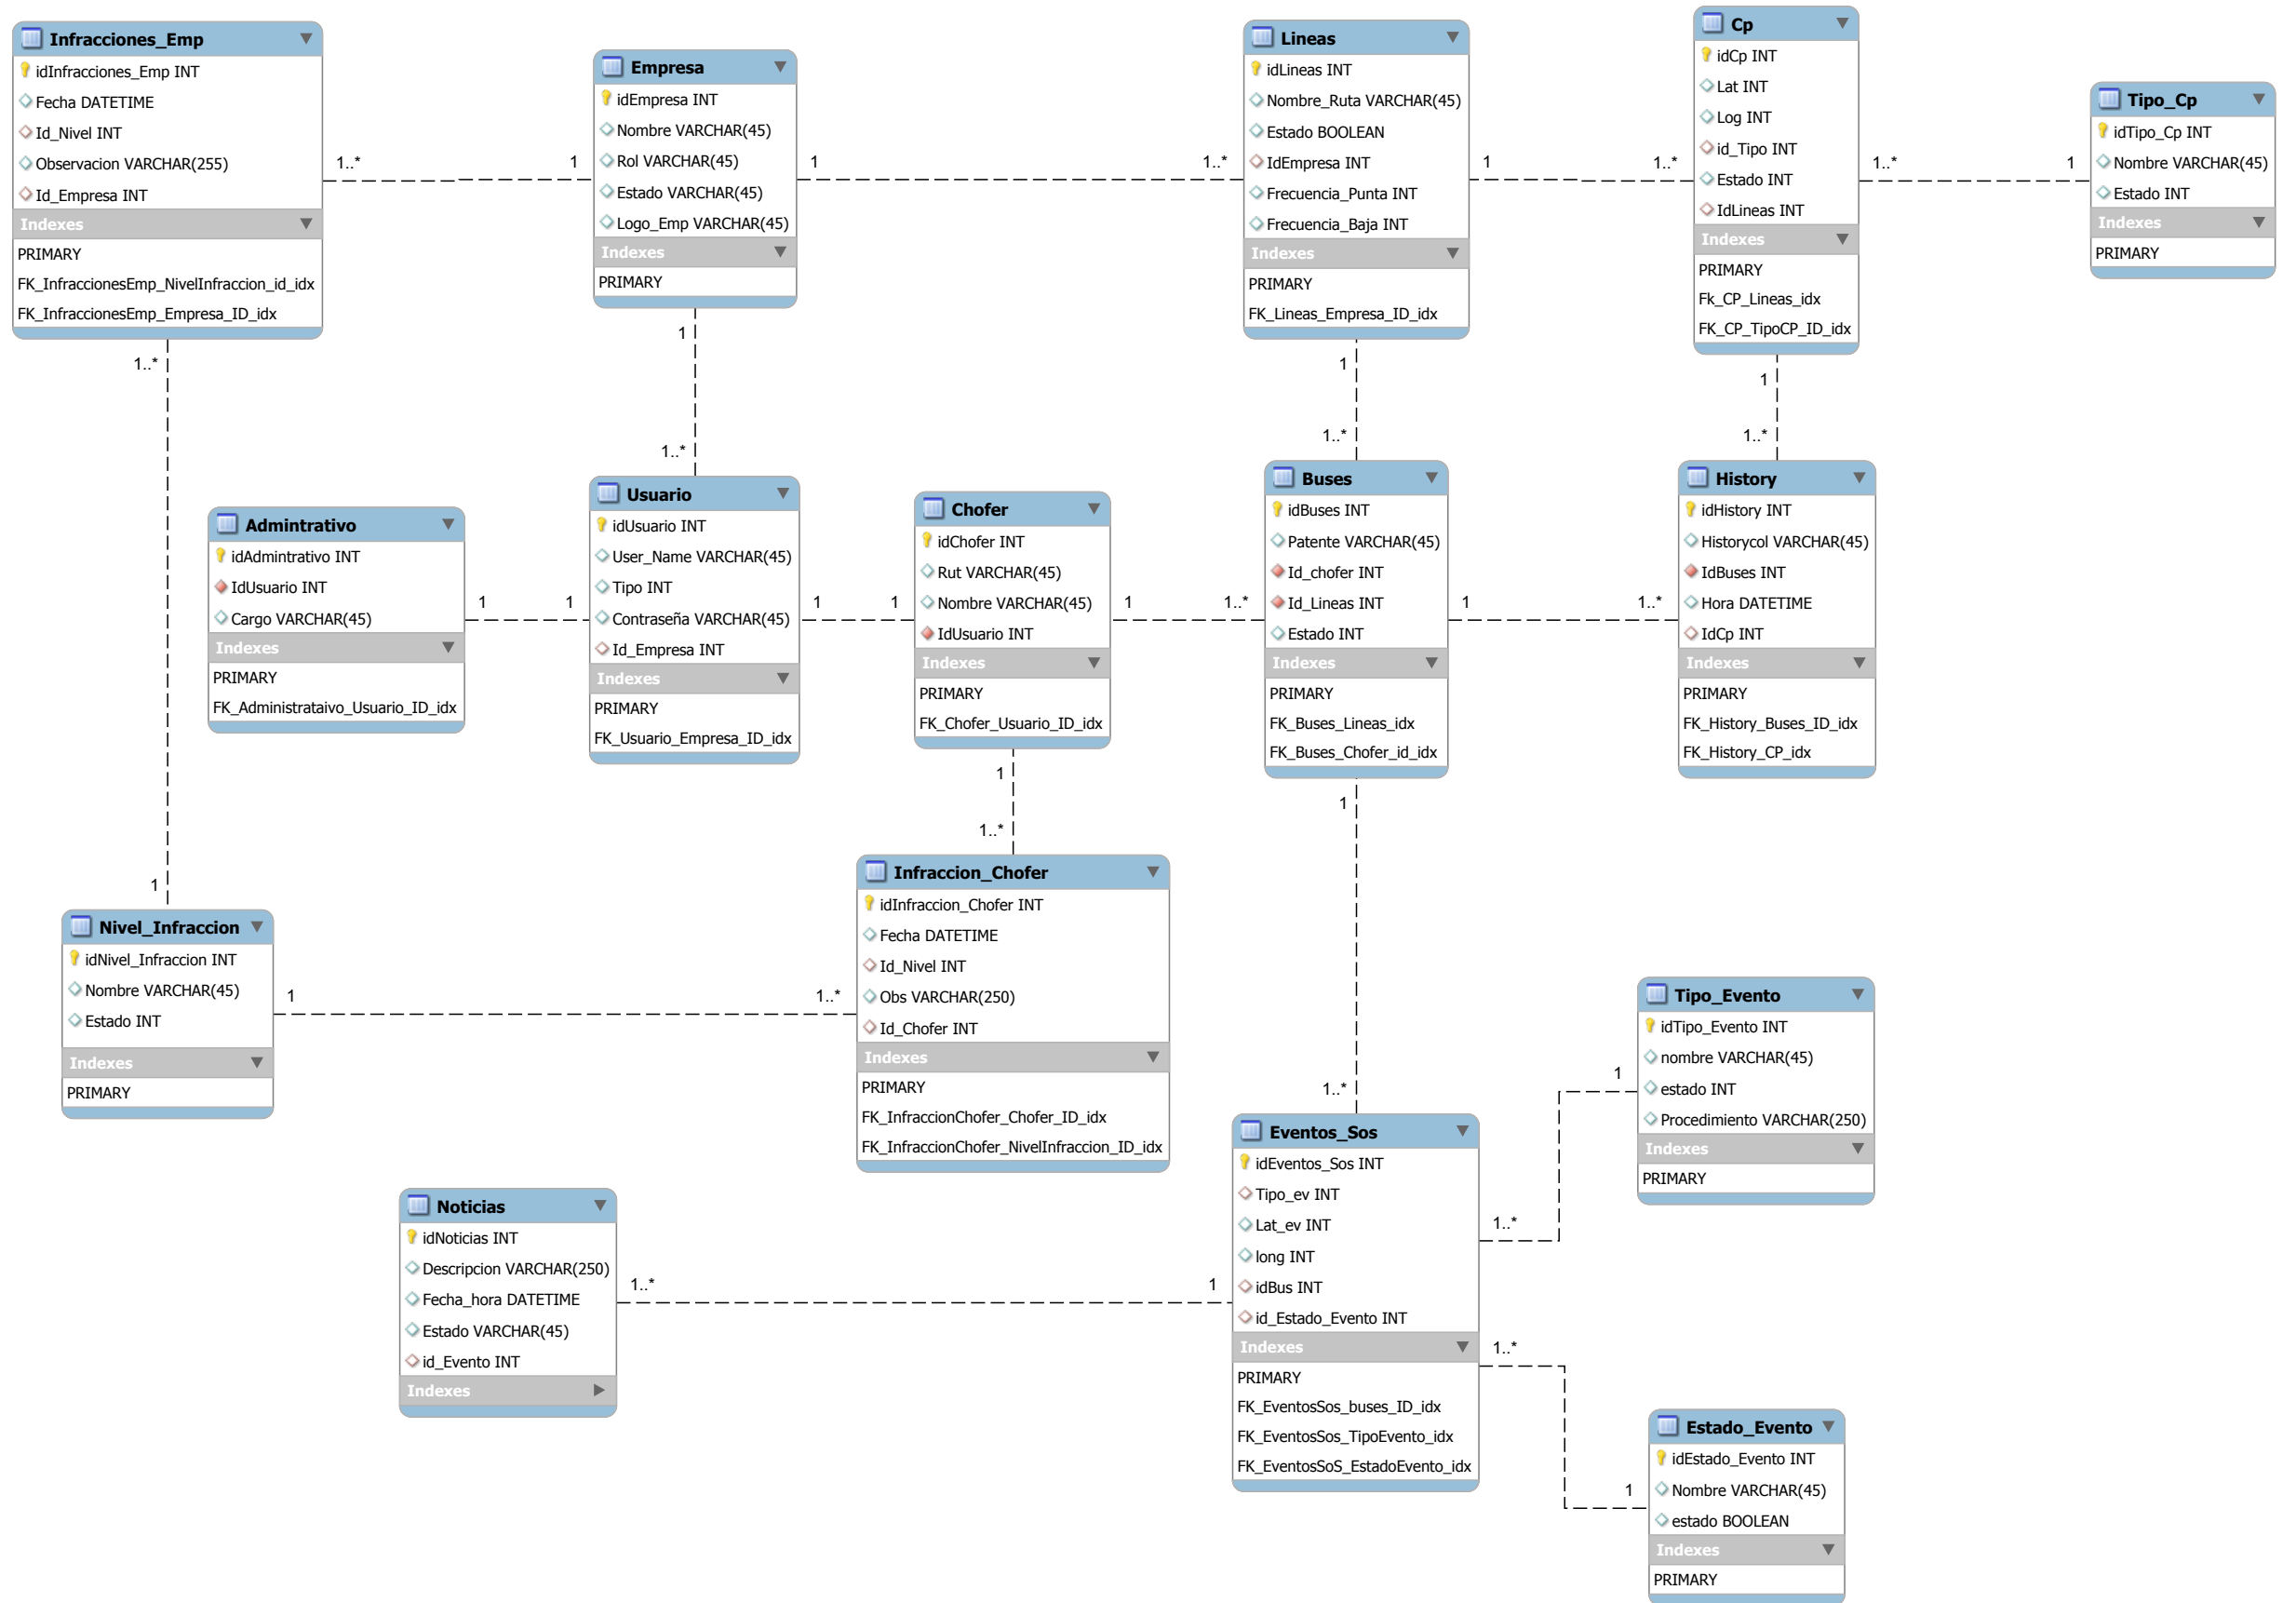 Infracciones_Emp
idInfracciones_Emp INT
Fecha DATETIME
Id_Nivel INT
Observacion VARCHAR(255)
Id_Empresa INT
Indexes
PRIMARY
FK_InfraccionesEmp_NivelInfraccion_id_idx
FK_InfraccionesEmp_Empresa_ID_idx
1..*
1
Empresa
idEmpresa INT
Nombre VARCHAR(45)
Rol VARCHAR(45)
Estado VARCHAR(45)
Logo_Emp VARCHAR(45)
Indexes
PRIMARY
1
1..*
Lineas
idLineas INT
Nombre_Ruta VARCHAR(45)
Estado BOOLEAN
IdEmpresa INT
Frecuencia_Punta INT
Frecuencia_Baja INT
Indexes
PRIMARY
FK_Lineas_Empresa_ID_idx
1
1..*
Cp
idCp INT
Lat INT
Log INT
id_Tipo INT
Estado INT
IdLineas INT
Indexes
PRIMARY
Fk_CP_Lineas_idx
FK_CP_TipoCP_ID_idx
1..*
1
Tipo_Cp
idTipo_Cp INT
Nombre VARCHAR(45)
Estado INT
Indexes
PRIMARY
1..*
1
1
1
1..*
1..*
1..*
Admintrativo
idAdmintrativo INT
IdUsuario INT
Cargo VARCHAR(45)
Indexes
PRIMARY
FK_Administrataivo_Usuario_ID_idx
1
1
Usuario
idUsuario INT
User_Name VARCHAR(45)
Tipo INT
Contraseña VARCHAR(45)
Id_Empresa INT
Indexes
PRIMARY
FK_Usuario_Empresa_ID_idx
1
1
Chofer
idChofer INT
Rut VARCHAR(45)
Nombre VARCHAR(45)
IdUsuario INT
Indexes
PRIMARY
FK_Chofer_Usuario_ID_idx
1
1..*
Buses
idBuses INT
Patente VARCHAR(45)
Id_chofer INT
Id_Lineas INT
Estado INT
Indexes
PRIMARY
FK_Buses_Lineas_idx
FK_Buses_Chofer_id_idx
1
1..*
History
idHistory INT
Historycol VARCHAR(45)
IdBuses INT
Hora DATETIME
IdCp INT
Indexes
PRIMARY
FK_History_Buses_ID_idx
FK_History_CP_idx
1
1..*
1
1
Nivel_Infraccion
idNivel_Infraccion INT
Nombre VARCHAR(45)
Estado INT
Indexes
PRIMARY
1
1..*
Infraccion_Chofer
idInfraccion_Chofer INT
Fecha DATETIME
Id_Nivel INT
Obs VARCHAR(250)
Id_Chofer INT
Indexes
PRIMARY
FK_InfraccionChofer_Chofer_ID_idx
FK_InfraccionChofer_NivelInfraccion_ID_idx
1..*
Tipo_Evento
idTipo_Evento INT
nombre VARCHAR(45)
estado INT
Procedimiento VARCHAR(250)
Indexes
PRIMARY
1
1..*
Noticias
idNoticias INT
Descripcion VARCHAR(250)
Fecha_hora DATETIME
Estado VARCHAR(45)
id_Evento INT
Indexes
1..*
1
Eventos_Sos
idEventos_Sos INT
Tipo_ev INT
Lat_ev INT
long INT
idBus INT
id_Estado_Evento INT
Indexes
PRIMARY
FK_EventosSos_buses_ID_idx
FK_EventosSos_TipoEvento_idx
FK_EventosSoS_EstadoEvento_idx
1..*
1
Estado_Evento
idEstado_Evento INT
Nombre VARCHAR(45)
estado BOOLEAN
Indexes
PRIMARY